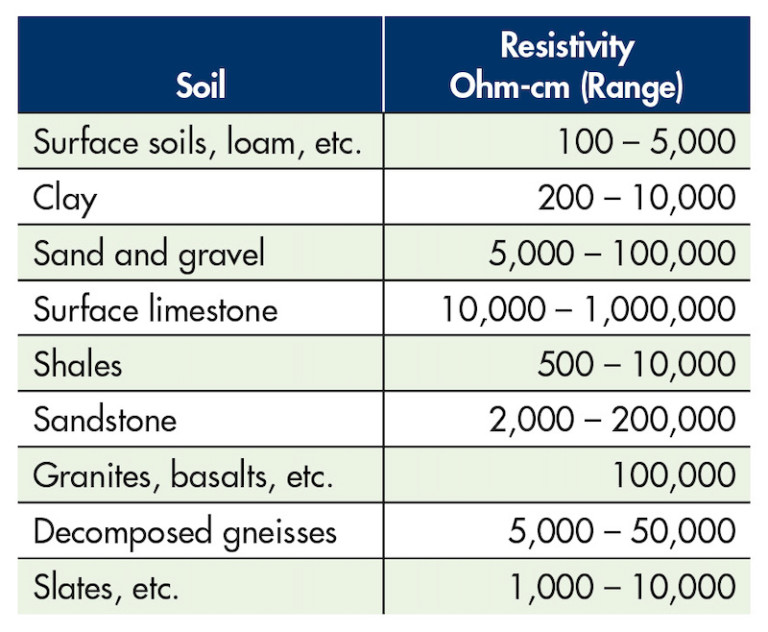 Soil
Resistivity
Ohm-cm (Range)
Surface soils, loam, etc. 100 – 5,000
Clay 200 – 10,000
Sand and gravel 5,000 – 100,000
Surface limestone 10,000 – 1,000,000
Shales 500 – 10,000
Sandstone 2,000 – 200,000
Granites, basalts, etc. 100,000
Decomposed gneisses 5,000 – 50,000
Slates, etc. 1,000 – 10,000